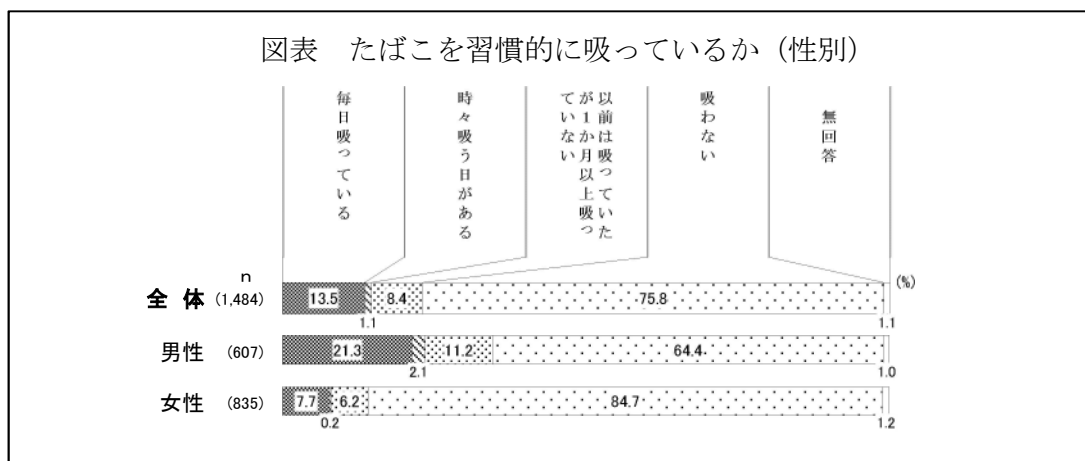 図表 たばこを習慣的に吸っているか（性別）
毎日吸っている
時々吸う日がある
以前は吸っていた
が１か月以上吸っ
ていない
吸わない
無回答
n
(%)
全 体 (1,484) 13.5 8.4 75.8
1.1 1.1
男性 (607) 21.3 11.2 64.4
2.1 1.0
女性 (835) 7.7 6.2 84.7
0.2 1.2